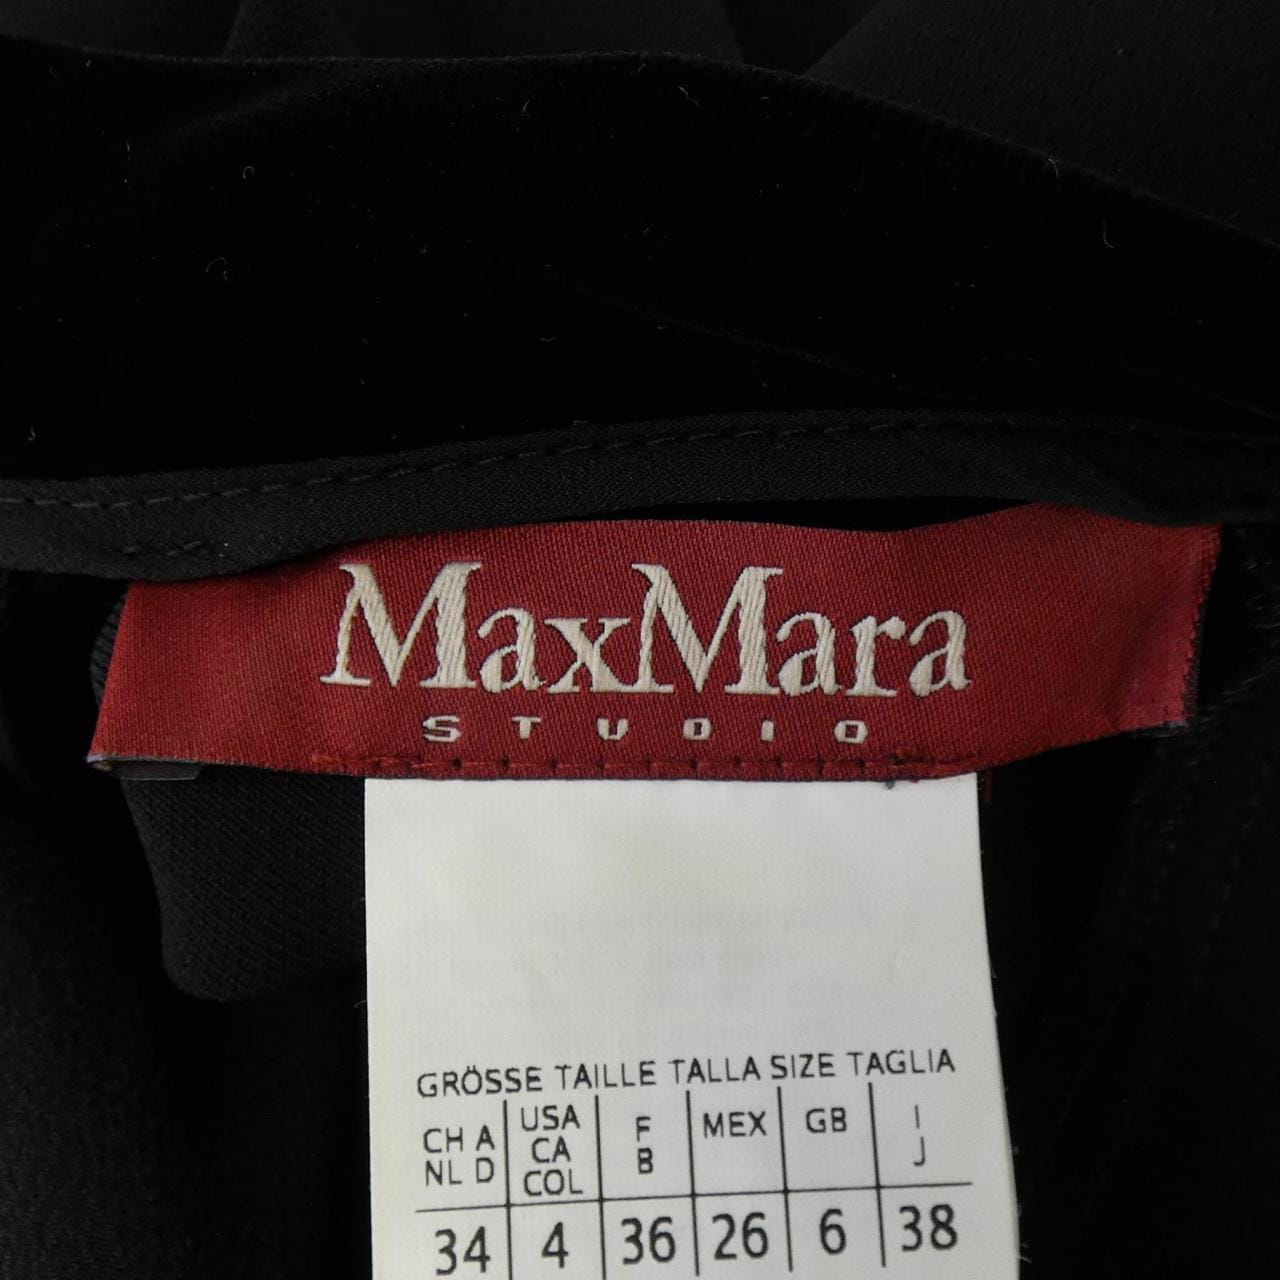 MaxMara
STUDIO
GRÖSSE TAILLE TALLA SIZE TAGLIA
CH A NL D | USA CA COL | F B | MEX | GB | I J
34 | 4 | 36 | 26 | 6 | 38